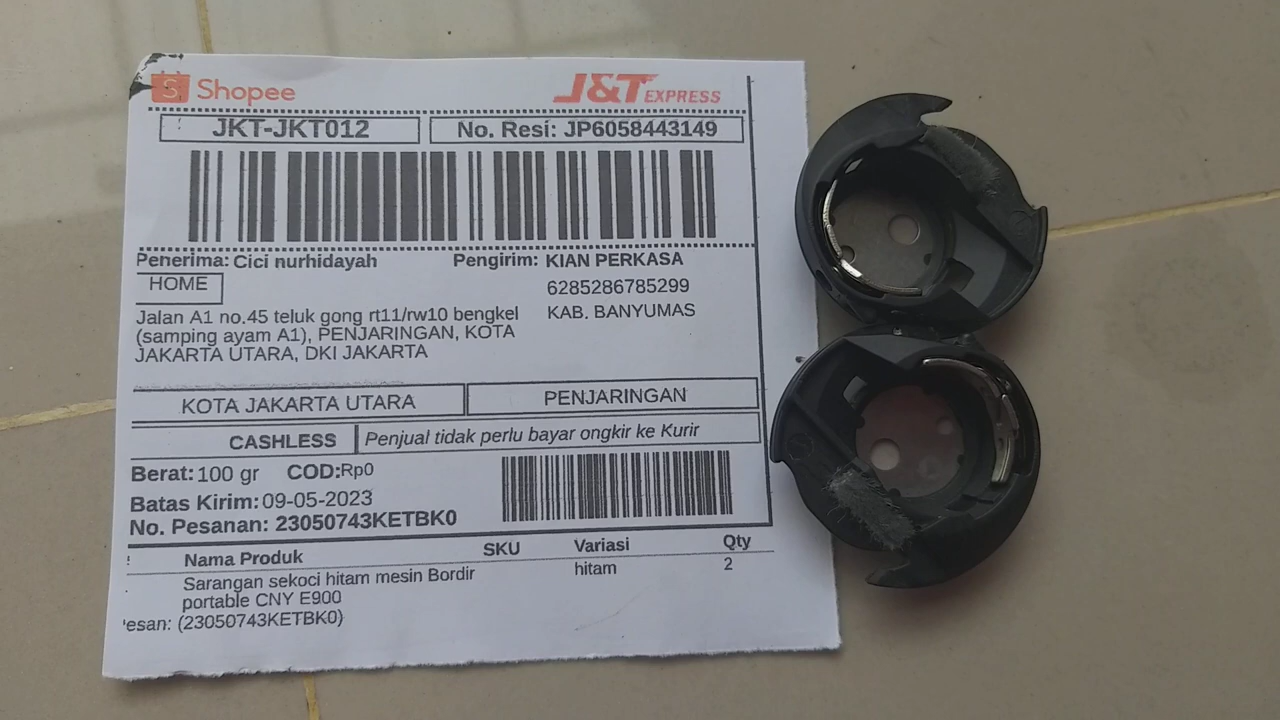 Shopee
J&T EXPRESS
JKT-JKT012
No. Resi: JP6058443149
Penerima: Cici nurhidayah
Pengirim: KIAN PERKASA
HOME
6285286785299
Jalan A1 no.45 teluk gong rt11/rw10 bengkel
KAB. BANYUMAS
(samping ayam A1), PENJARINGAN, KOTA
JAKARTA UTARA, DKI JAKARTA
KOTA JAKARTA UTARA
PENJARINGAN
CASHLESS
Penjual tidak perlu bayar ongkir ke Kurir
Berat: 100 gr COD:Rp0
Batas Kirim: 09-05-2023
No. Pesanan: 23050743KETBK0
Nama Produk SKU Variasi Qty
Sarangan sekoci hitam mesin Bordir hitam 2
portable CNY E900
esan: (23050743KETBK0)